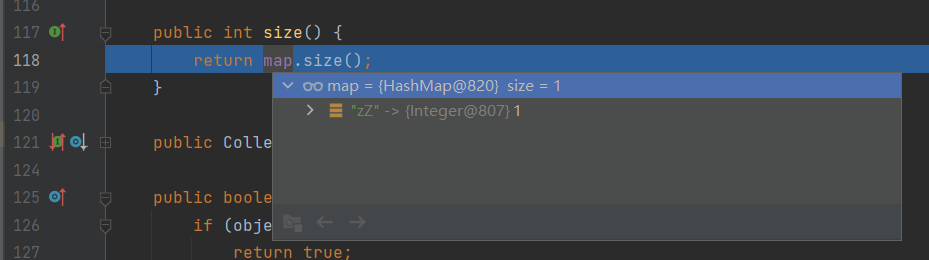 116
117 public int size() {
118 return map.size();
map = {HashMap@820} size = 1
119 }
"zZ" -> {Integer@807} 1
120
121 public Colle
124
125 public boole
126 if (obje
127 return true;